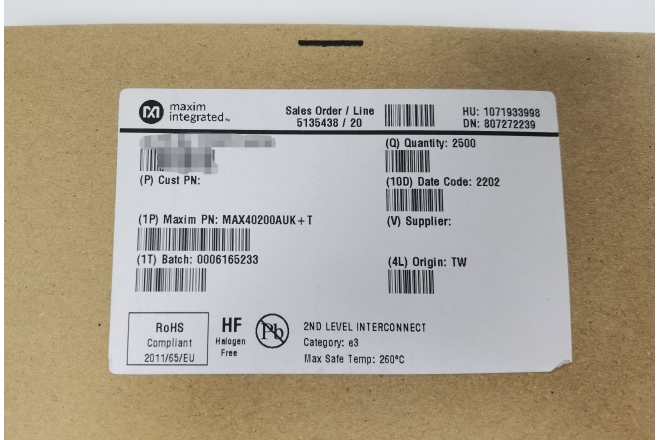 maxim
integrated™
Sales Order / Line
5135438 / 20
HU: 1071933998
DN: 807272239
(Q) Quantity: 2500
(P) Cust PN:
(10D) Date Code: 2202
(1P) Maxim PN: MAX40200AUK+T
(V) Supplier:
(1T) Batch: 0006165233
(4L) Origin: TW
RoHS
Compliant
2011/65/EU
HF
Halogen
Free
Pb
2ND LEVEL INTERCONNECT
Category: e3
Max Safe Temp: 260°C